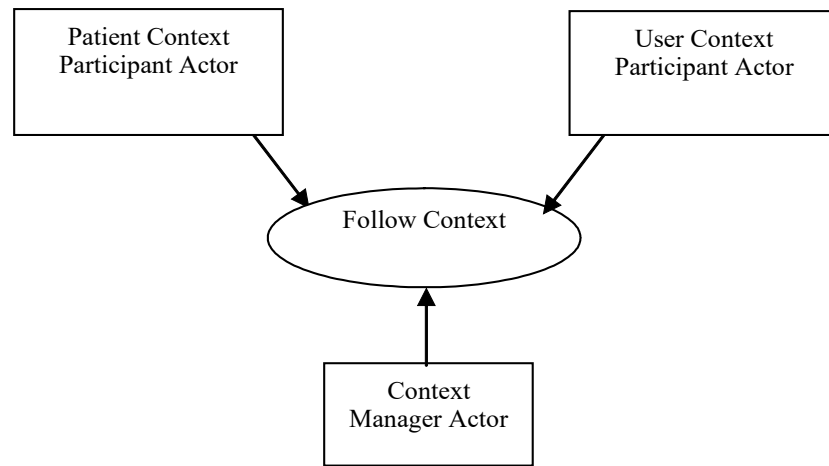 Patient Context
Participant Actor
User Context
Participant Actor
Follow Context
Context
Manager Actor